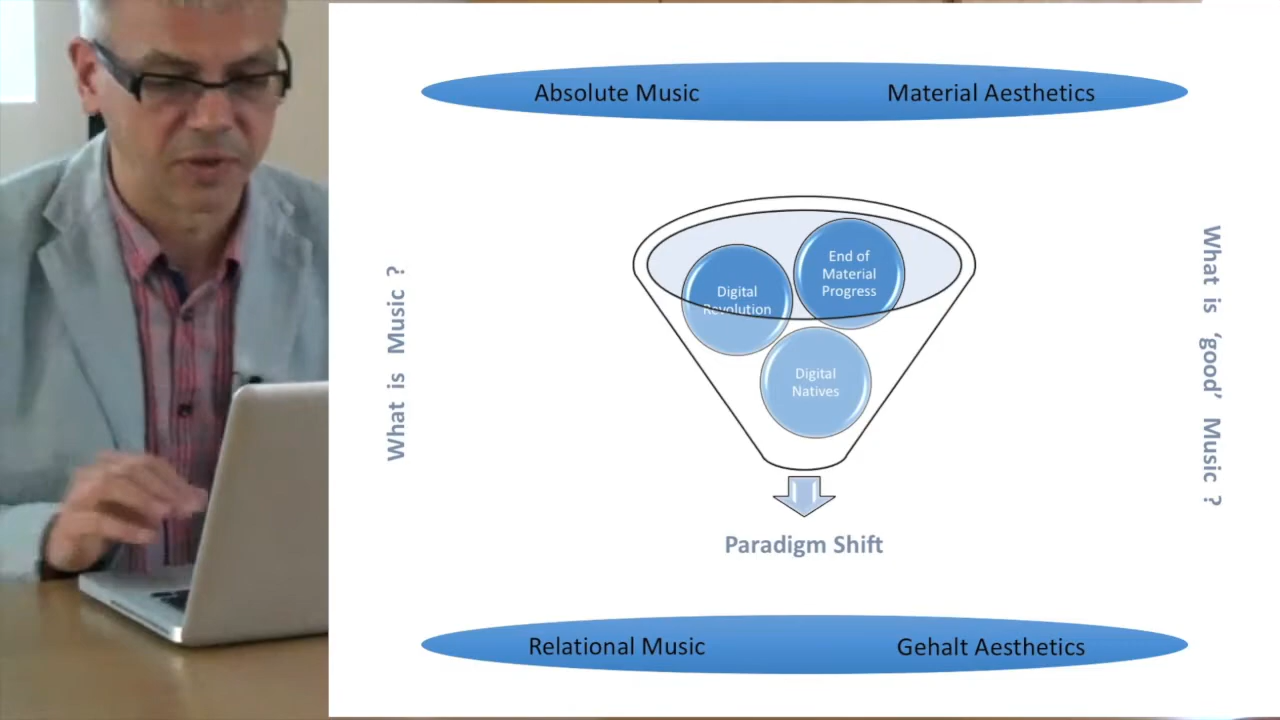 Absolute Music
Material Aesthetics
What is Music ?
Digital
Revolution
End of
Material
Progress
Digital
Natives
What is ‘good’ Music ?
Paradigm Shift
Relational Music
Gehalt Aesthetics